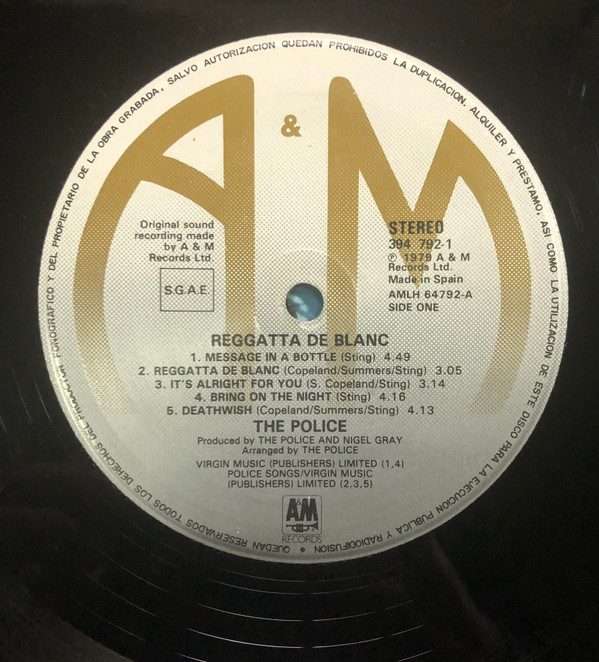 QUEDAN RESERVADOS TODOS LOS DERECHOS DEL PRODUCTOR FONOGRAFICO Y DEL PROPIETARIO DE LA OBRA GRABADA, SALVO AUTORIZACION QUEDAN PROHIBIDOS LA DUPLICACION, ALQUILER Y PRESTAMO, ASI COMO LA UTILIZACION DE ESTE DISCO PARA LA EJECUCION PUBLICA Y RADIODIFUSION •
A & M
Original sound
recording made
by A & M
Records Ltd.
S.G.A.E.
STEREO
394 792-1
℗ 1979 A & M
Records Ltd.
Made in Spain
AMLH 64792-A
SIDE ONE
REGGATTA DE BLANC
1. MESSAGE IN A BOTTLE (Sting) 4.49
2. REGGATTA DE BLANC (Copeland/Summers/Sting) 3.05
3. IT'S ALRIGHT FOR YOU (S. Copeland/Sting) 3.14
4. BRING ON THE NIGHT (Sting) 4.16
5. DEATHWISH (Copeland/Summers/Sting) 4.13
THE POLICE
Produced by THE POLICE AND NIGEL GRAY
Arranged by THE POLICE
VIRGIN MUSIC (PUBLISHERS) LIMITED (1,4)
POLICE SONGS/VIRGIN MUSIC
(PUBLISHERS) LIMITED (2,3,5)
A&M
RECORDS